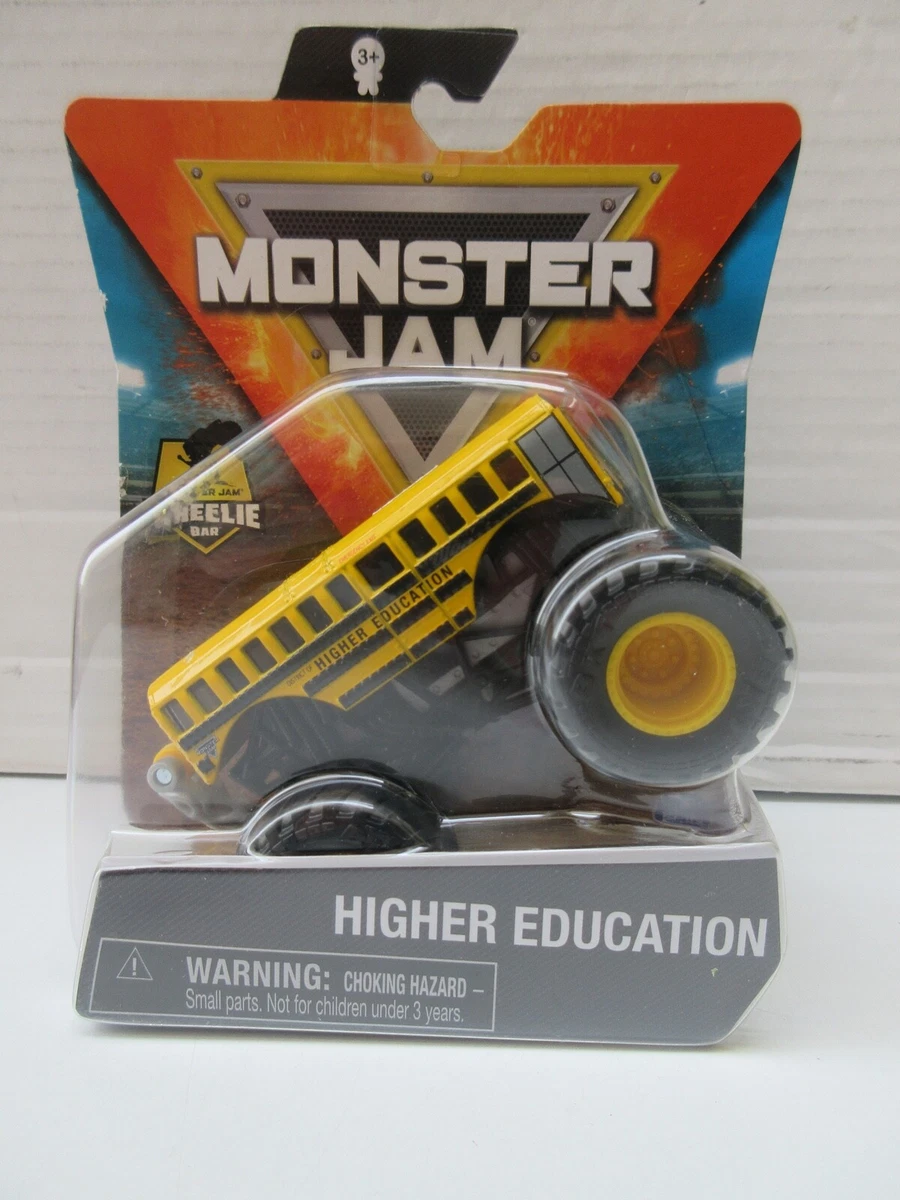 3+
MONSTER
JAM
JAM
WHEELIE
BAR
HIGHER EDUCATION
HIGHER EDUCATION
WARNING: CHOKING HAZARD –
Small parts. Not for children under 3 years.